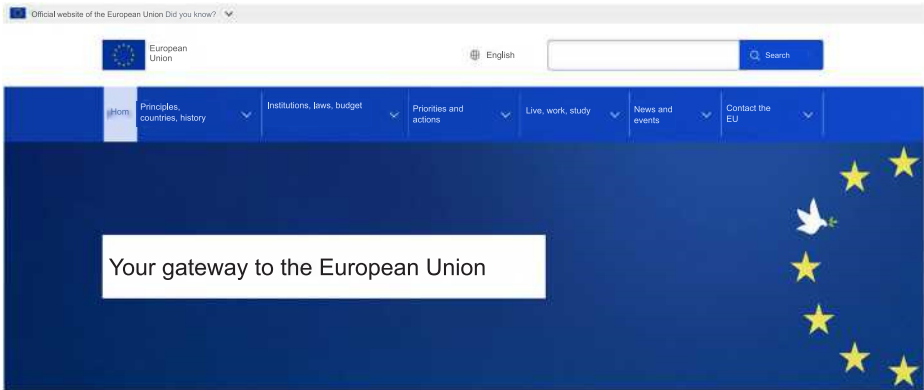 Official website of the European Union Did you know?
European
Union
English
Search
Hom
Principles,
countries, history
Institutions, laws, budget
Priorities and
actions
Live, work, study
News and
events
Contact the
EU
Your gateway to the European Union